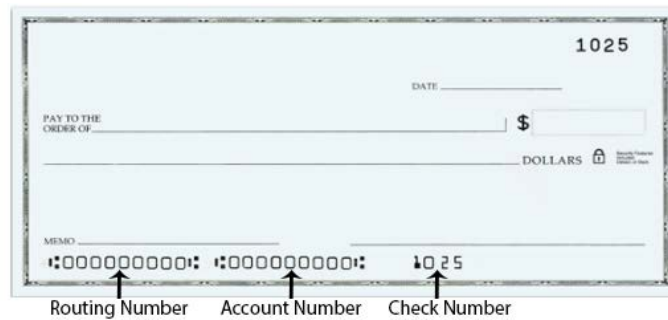 1025
DATE
PAY TO THE
ORDER OF
$
DOLLARS
MEMO
⑆000000000⑆ ⑆000000000⑆ 1025
Routing Number Account Number Check Number